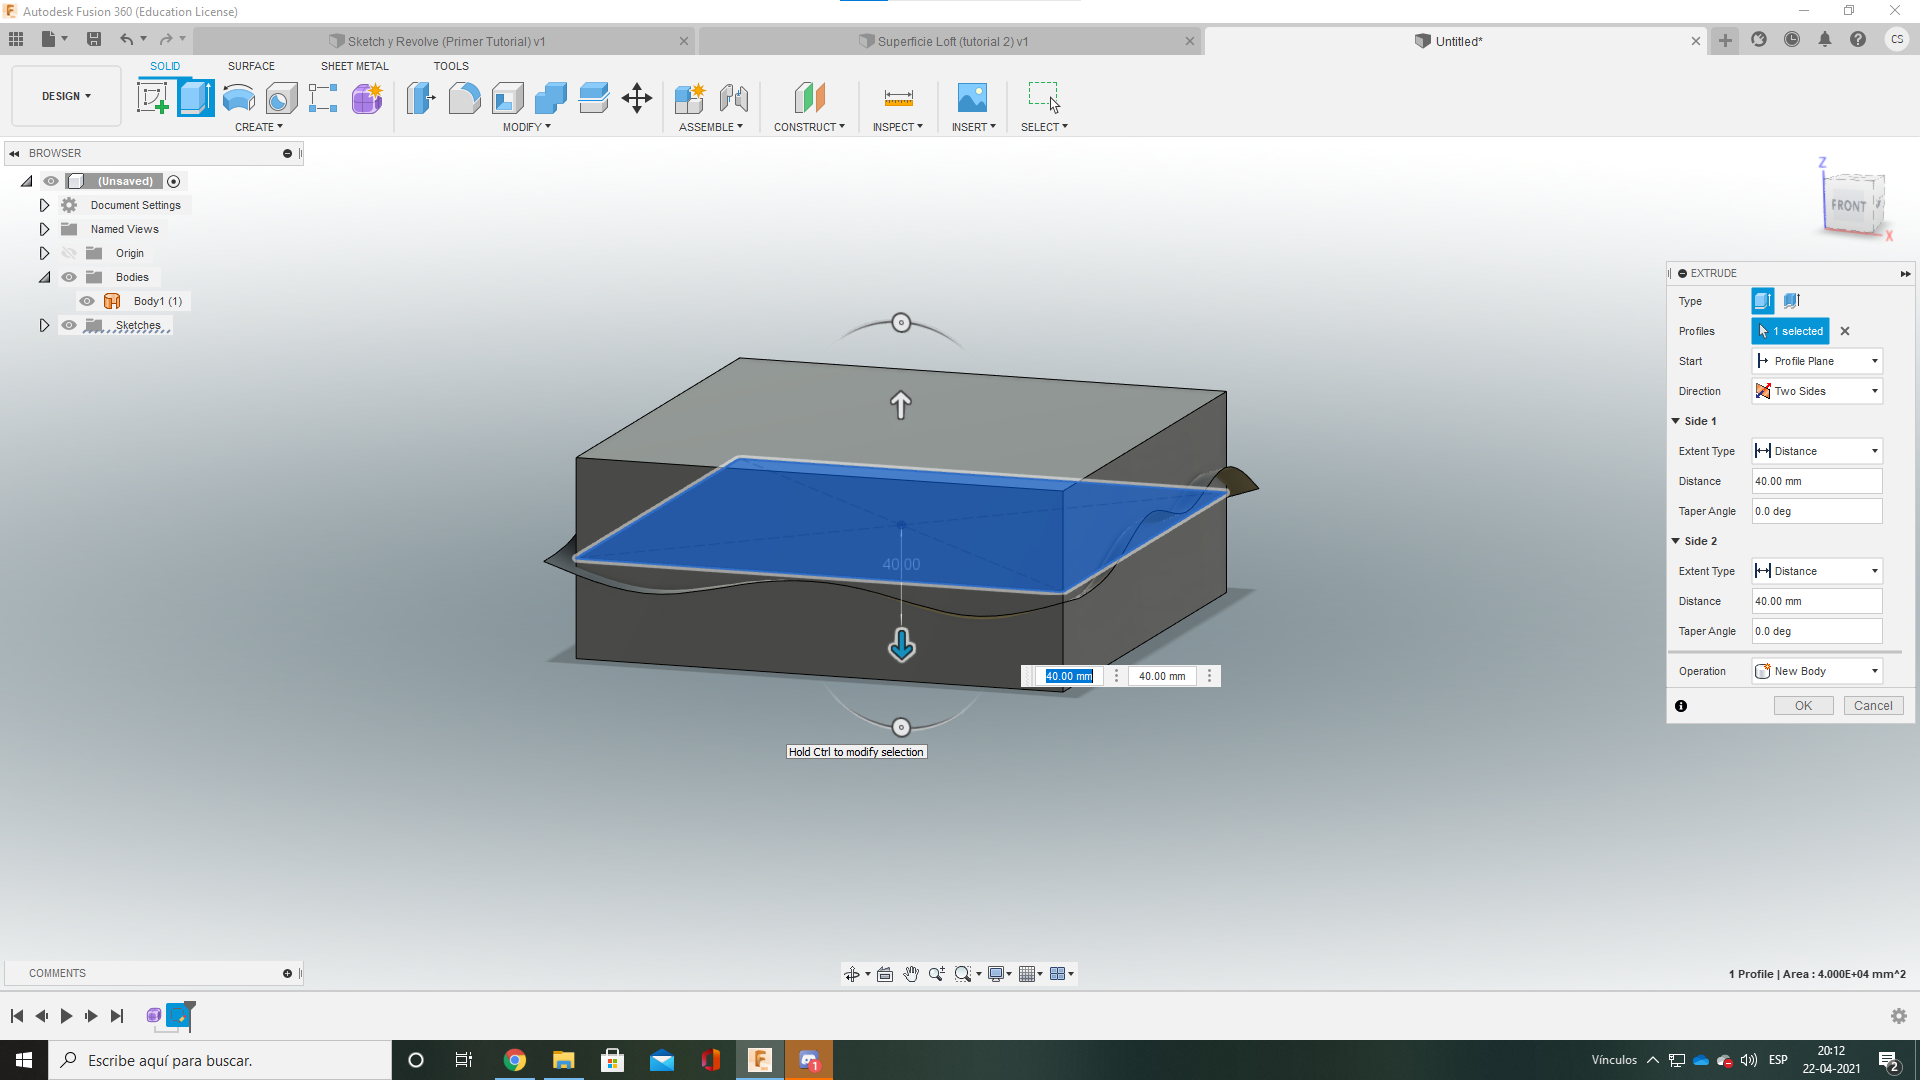 Autodesk Fusion 360 (Education License)
Sketch y Revolve (Primer Tutorial) v1
Superficie Loft (tutorial 2) v1
Untitled*
CS
DESIGN
SOLID
SURFACE
SHEET METAL
TOOLS
CREATE
MODIFY
ASSEMBLE
CONSTRUCT
INSPECT
INSERT
SELECT
BROWSER
(Unsaved)
Document Settings
Named Views
Origin
Bodies
Body1 (1)
Sketches
Z
FRONT
X
EXTRUDE
Type
Profiles
1 selected
Start
Profile Plane
Direction
Two Sides
Side 1
Extent Type
Distance
Distance
40.00 mm
Taper Angle
0.0 deg
Side 2
Extent Type
Distance
Distance
40.00 mm
Taper Angle
0.0 deg
Operation
New Body
OK
Cancel
40.00
40.00 mm
40.00 mm
Hold Ctrl to modify selection
COMMENTS
1 Profile | Area : 4.000E+04 mm^2
Escribe aquí para buscar.
F
1
Vínculos
ESP
20:12
22-04-2021
2